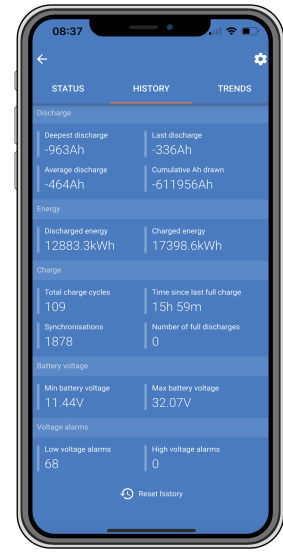 08:37
STATUS HISTORY TRENDS
Discharge
Deepest discharge Last discharge
-963Ah -336Ah
Average discharge Cumulative Ah drawn
-464Ah -611956Ah
Energy
Discharged energy Charged energy
12883.3kWh 17398.6kWh
Charge
Total charge cycles Time since last full charge
109 15h 59m
Synchronisations Number of full discharges
1878 0
Battery voltage
Min battery voltage Max battery voltage
11.44V 32.07V
Voltage alarms
Low voltage alarms High voltage alarms
68 0
Reset history